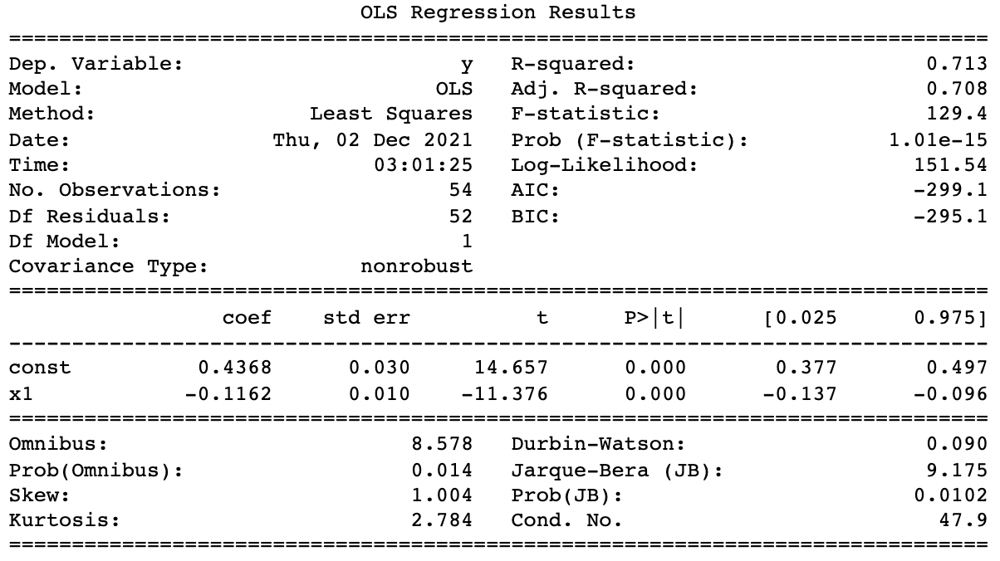 OLS Regression Results
==============================================================================
Dep. Variable:                      y   R-squared:                       0.713
Model:                            OLS   Adj. R-squared:                  0.708
Method:                 Least Squares   F-statistic:                     129.4
Date:                Thu, 02 Dec 2021   Prob (F-statistic):           1.01e-15
Time:                        03:01:25   Log-Likelihood:                 151.54
No. Observations:                  54   AIC:                            -299.1
Df Residuals:                      52   BIC:                            -295.1
Df Model:                           1
Covariance Type:            nonrobust
==============================================================================
                 coef    std err          t      P>|t|      [0.025      0.975]
------------------------------------------------------------------------------
const          0.4368      0.030     14.657      0.000       0.377       0.497
x1            -0.1162      0.010    -11.376      0.000      -0.137      -0.096
==============================================================================
Omnibus:                        8.578   Durbin-Watson:                   0.090
Prob(Omnibus):                  0.014   Jarque-Bera (JB):                9.175
Skew:                           1.004   Prob(JB):                       0.0102
Kurtosis:                       2.784   Cond. No.                         47.9
==============================================================================